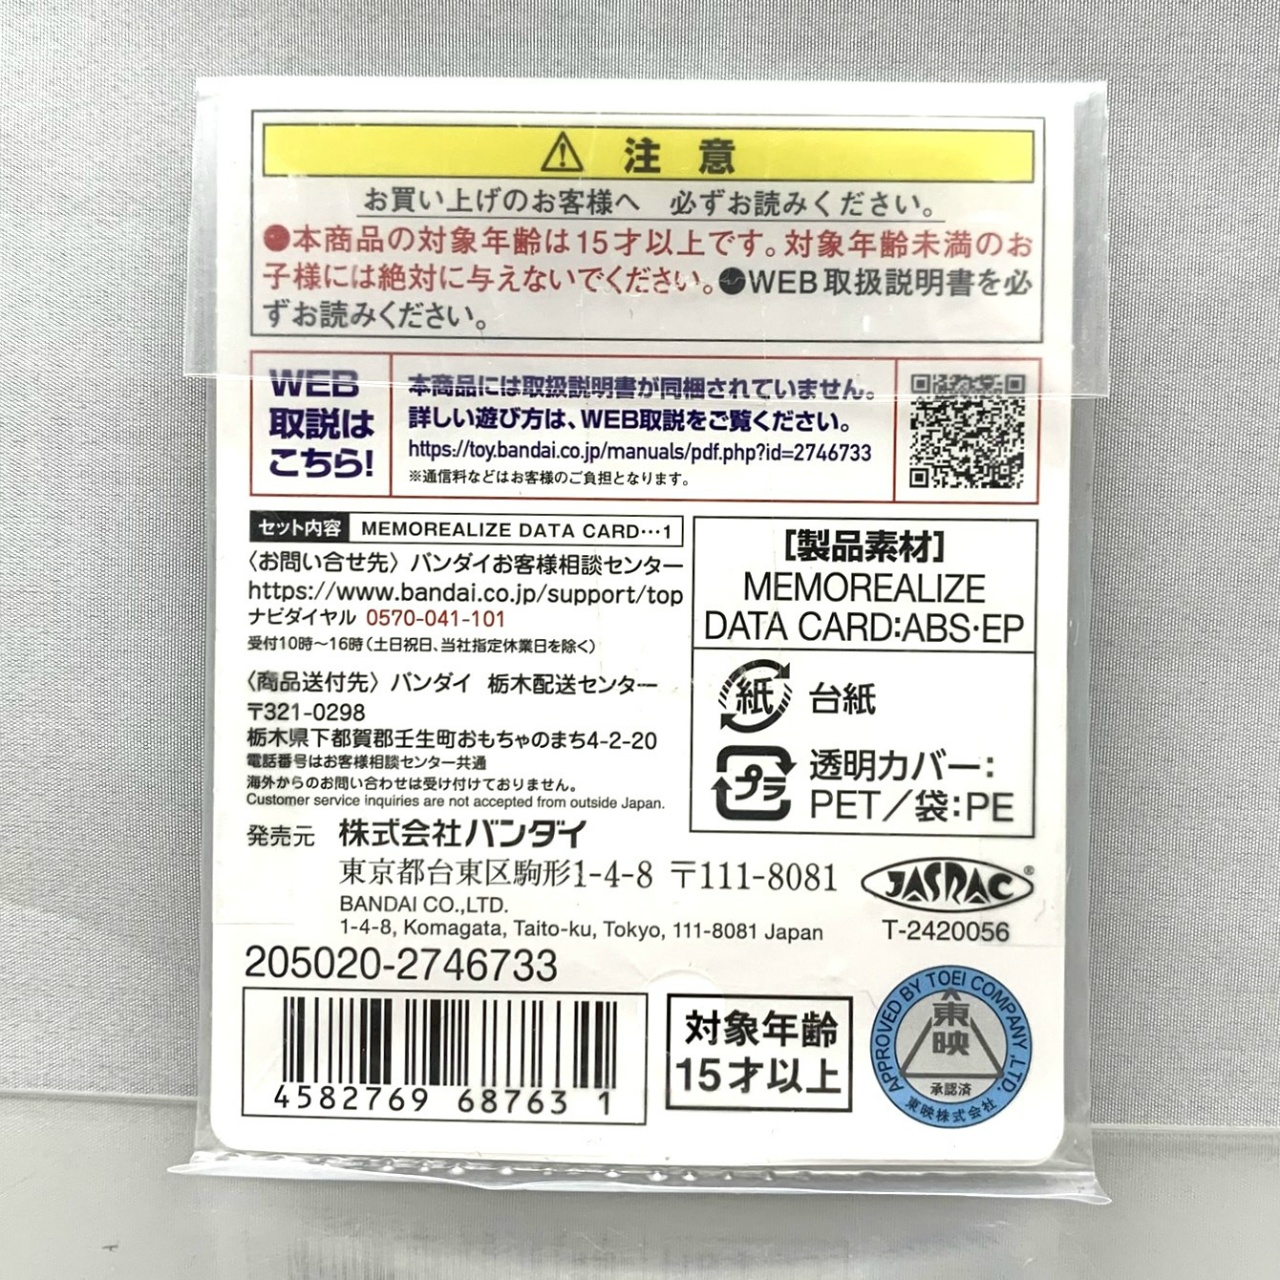 注意
お買い上げのお客様へ 必ずお読みください。
●本商品の対象年齢は15才以上です。対象年齢未満のお
子様には絶対に与えないでください。●WEB取扱説明書を必
ずお読みください。
WEB
取説は
こちら!
本商品には取扱説明書が同梱されていません。
詳しい遊び方は、WEB取説をご覧ください。
https://toy.bandai.co.jp/manuals/pdf.php?id=2746733
※通信料などはお客様のご負担となります。
セット内容 MEMOREALIZE DATA CARD…1
〈お問い合せ先〉バンダイお客様相談センター
https://www.bandai.co.jp/support/top
ナビダイヤル 0570-041-101
受付10時～16時(土日祝日、当社指定休業日を除く)
〈商品送付先〉バンダイ 栃木配送センター
〒321-0298
栃木県下都賀郡壬生町おもちゃのまち4-2-20
電話番号はお客様相談センター共通
海外からのお問い合わせは受け付けておりません。
Customer service inquiries are not accepted from outside Japan.
[製品素材]
MEMOREALIZE
DATA CARD:ABS・EP
紙 台紙
プラ 透明カバー:
PET/袋:PE
発売元 株式会社バンダイ
東京都台東区駒形1-4-8 〒111-8081
BANDAI CO.,LTD.
1-4-8, Komagata, Taito-ku, Tokyo, 111-8081 Japan
JASRAC®
T-2420056
205020-2746733
4582769 68763 1
対象年齢
15才以上
APPROVED BY TOEI COMPANY,LTD.
東映
承認済
東映株式会社